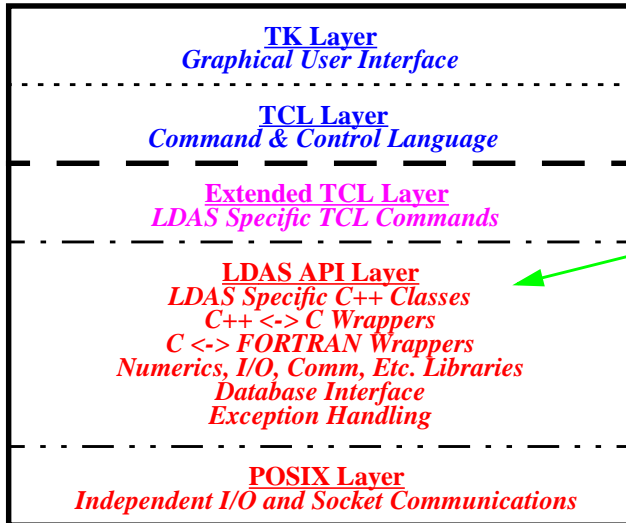 TK Layer
Graphical User Interface
TCL Layer
Command & Control Language
Extended TCL Layer
LDAS Specific TCL Commands
LDAS API Layer
LDAS Specific C++ Classes
C++ <-> C Wrappers
C <-> FORTRAN Wrappers
Numerics, I/O, Comm, Etc. Libraries
Database Interface
Exception Handling
POSIX Layer
Independent I/O and Socket Communications